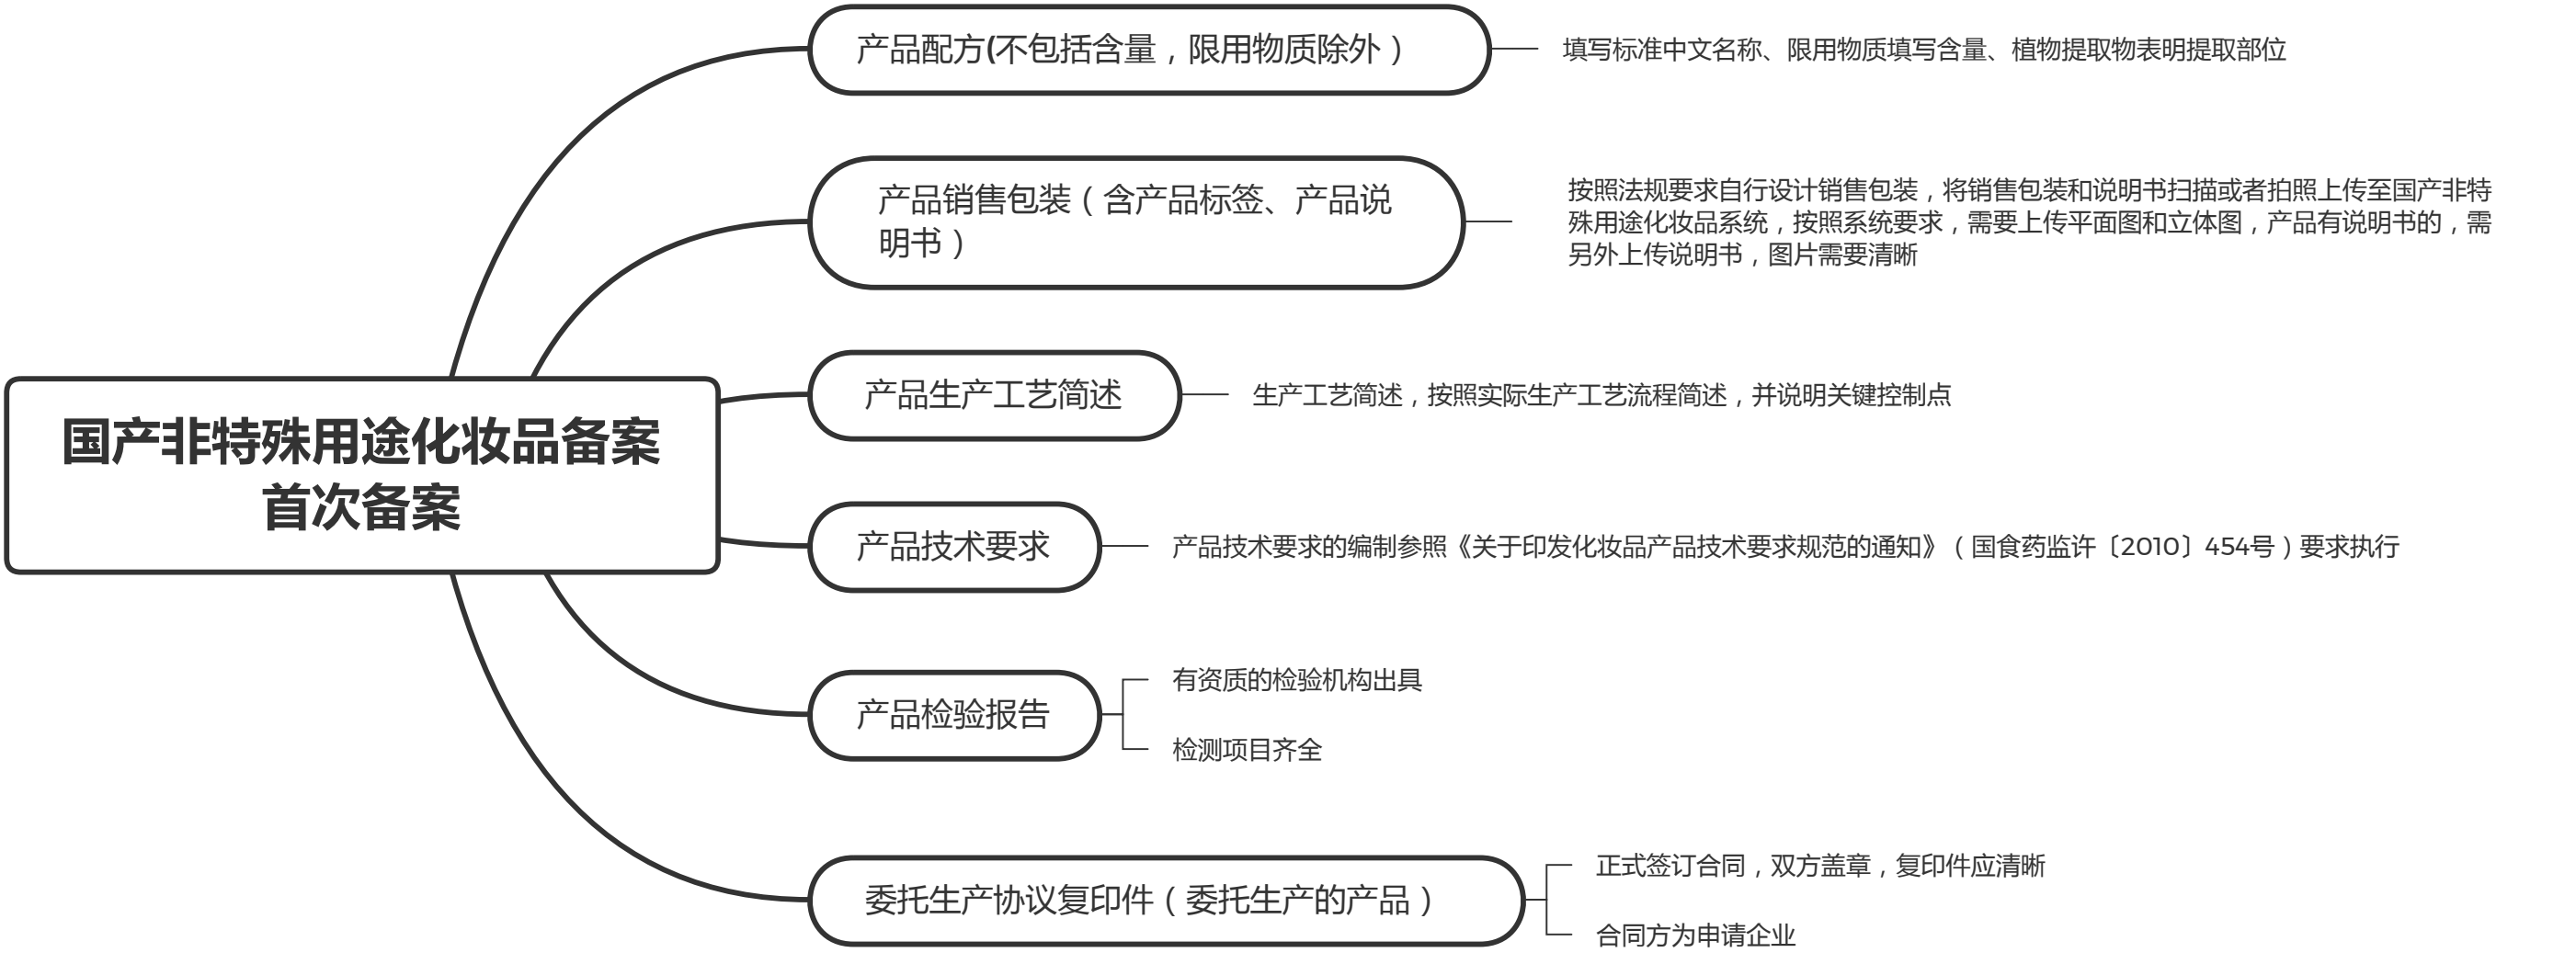 国产非特殊用途化妆品备案
首次备案
产品配方(不包括含量，限用物质除外）
填写标准中文名称、限用物质填写含量、植物提取物表明提取部位
产品销售包装（含产品标签、产品说
明书）
按照法规要求自行设计销售包装，将销售包装和说明书扫描或者拍照上传至国产非特
殊用途化妆品系统，按照系统要求，需要上传平面图和立体图，产品有说明书的，需
另外上传说明书，图片需要清晰
产品生产工艺简述
生产工艺简述，按照实际生产工艺流程简述，并说明关键控制点
产品技术要求
产品技术要求的编制参照《关于印发化妆品产品技术要求规范的通知》（国食药监许〔2010〕454号）要求执行
产品检验报告
有资质的检验机构出具
检测项目齐全
委托生产协议复印件（委托生产的产品）
正式签订合同，双方盖章，复印件应清晰
合同方为申请企业